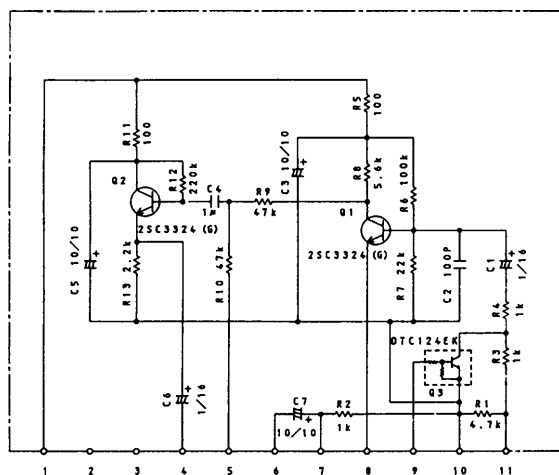 R5
100
R11
100
C3 10/10
+
R8
5.6k
R12
220k
Q2
C4
1µ
R9
47k
R6 100k
Q1
2SC3324 (G)
2SC3324 (G)
C5 10/10
+
R13 2.2k
R10 47k
R7 22k
C2 100P
C1
+
1/16
R4
1k
DTC124EK
R3
1k
Q3
C6
+
1/16
C7
+
10/10
R2
1k
R1
4.7k
1 2 3 4 5 6 7 8 9 10 11